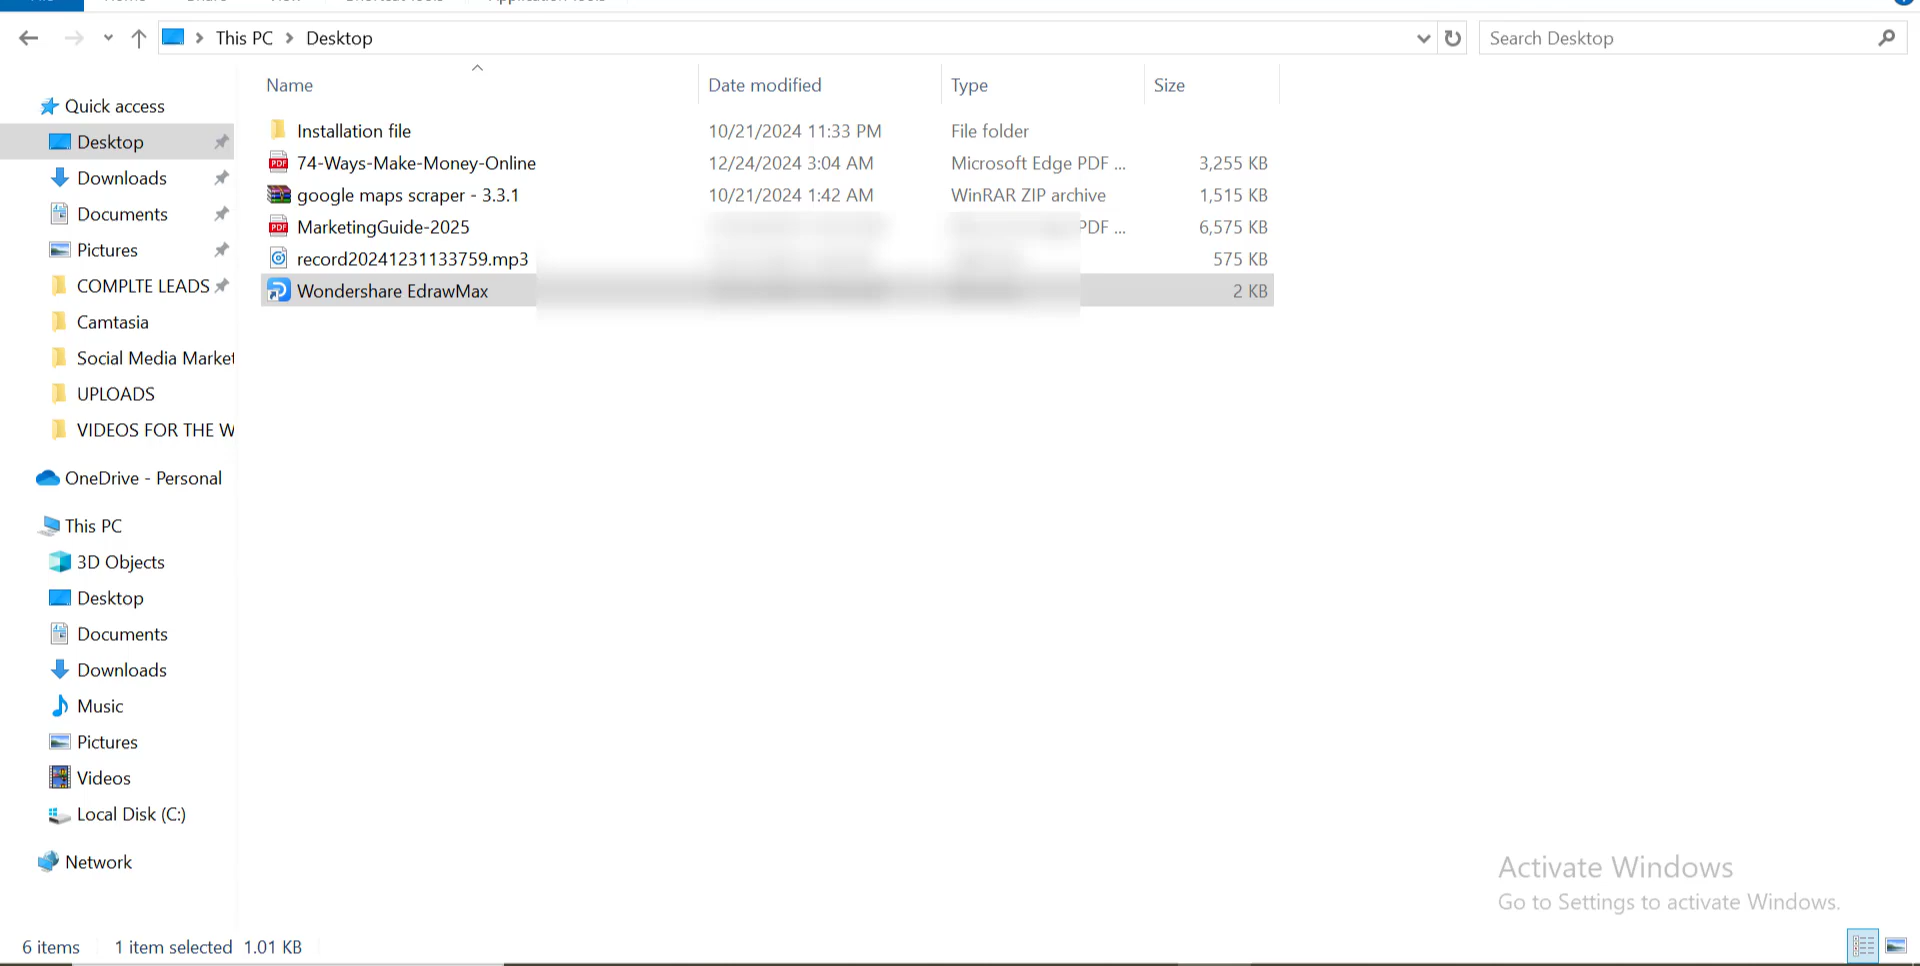 This PC > Desktop
Search Desktop
Name
Date modified
Type
Size
Quick access
Desktop
Downloads
Documents
Pictures
COMPLTE LEADS
Camtasia
Social Media Market
UPLOADS
VIDEOS FOR THE W
OneDrive - Personal
This PC
3D Objects
Desktop
Documents
Downloads
Music
Pictures
Videos
Local Disk (C:)
Network
Installation file 10/21/2024 11:33 PM File folder
74-Ways-Make-Money-Online 12/24/2024 3:04 AM Microsoft Edge PDF ... 3,255 KB
google maps scraper - 3.3.1 10/21/2024 1:42 AM WinRAR ZIP archive 1,515 KB
MarketingGuide-2025 PDF ... 6,575 KB
record20241231133759.mp3 575 KB
Wondershare EdrawMax 2 KB
Activate Windows
Go to Settings to activate Windows.
6 items 1 item selected 1.01 KB